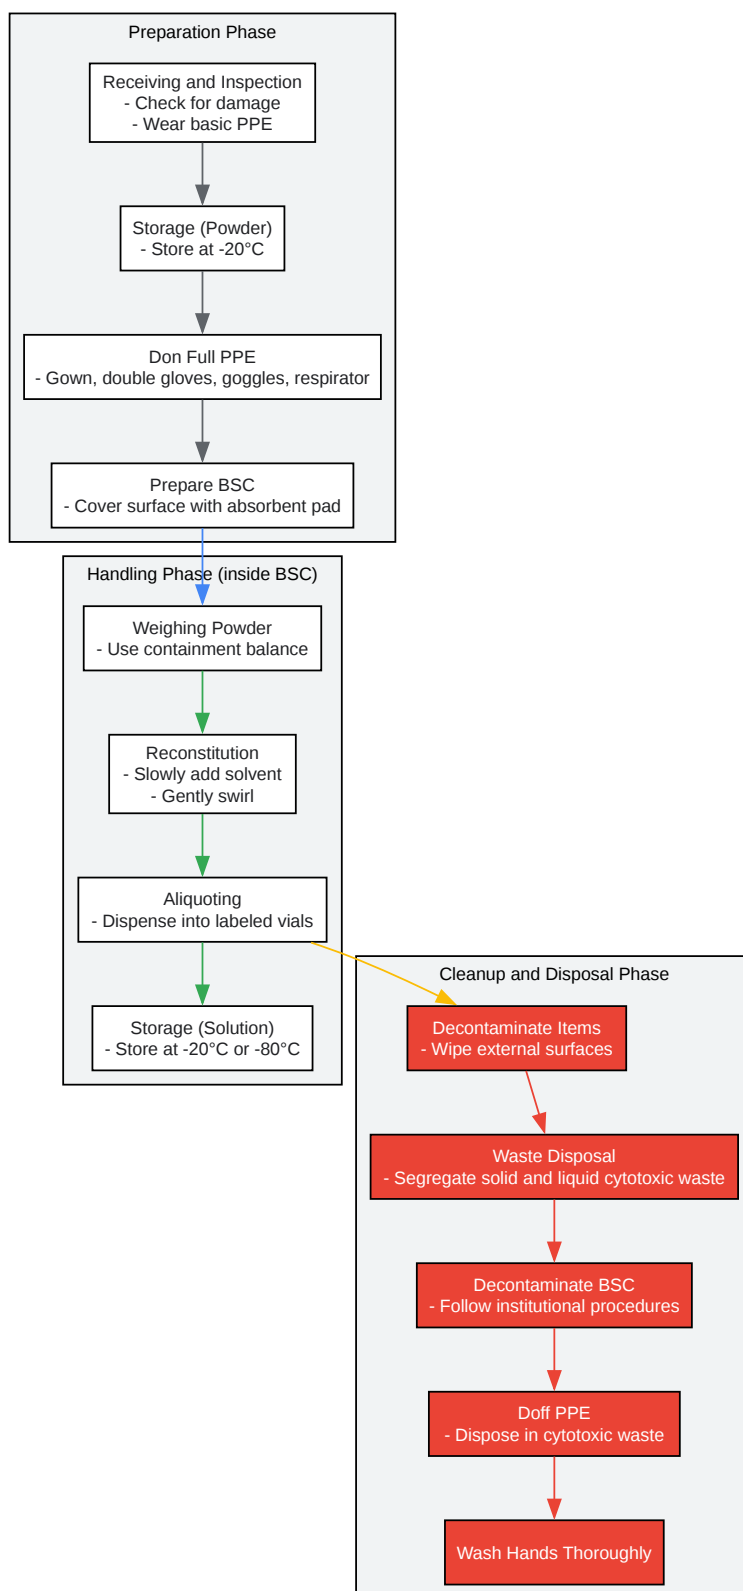 Preparation Phase
Receiving and Inspection
- Check for damage
- Wear basic PPE
Storage (Powder)
- Store at -20°C
Don Full PPE
- Gown, double gloves, goggles, respirator
Prepare BSC
- Cover surface with absorbent pad
Handling Phase (inside BSC)
Weighing Powder
- Use containment balance
Reconstitution
- Slowly add solvent
- Gently swirl
Aliquoting
- Dispense into labeled vials
Storage (Solution)
- Store at -20°C or -80°C
Cleanup and Disposal Phase
Decontaminate Items
- Wipe external surfaces
Waste Disposal
- Segregate solid and liquid cytotoxic waste
Decontaminate BSC
- Follow institutional procedures
Doff PPE
- Dispose in cytotoxic waste
Wash Hands Thoroughly